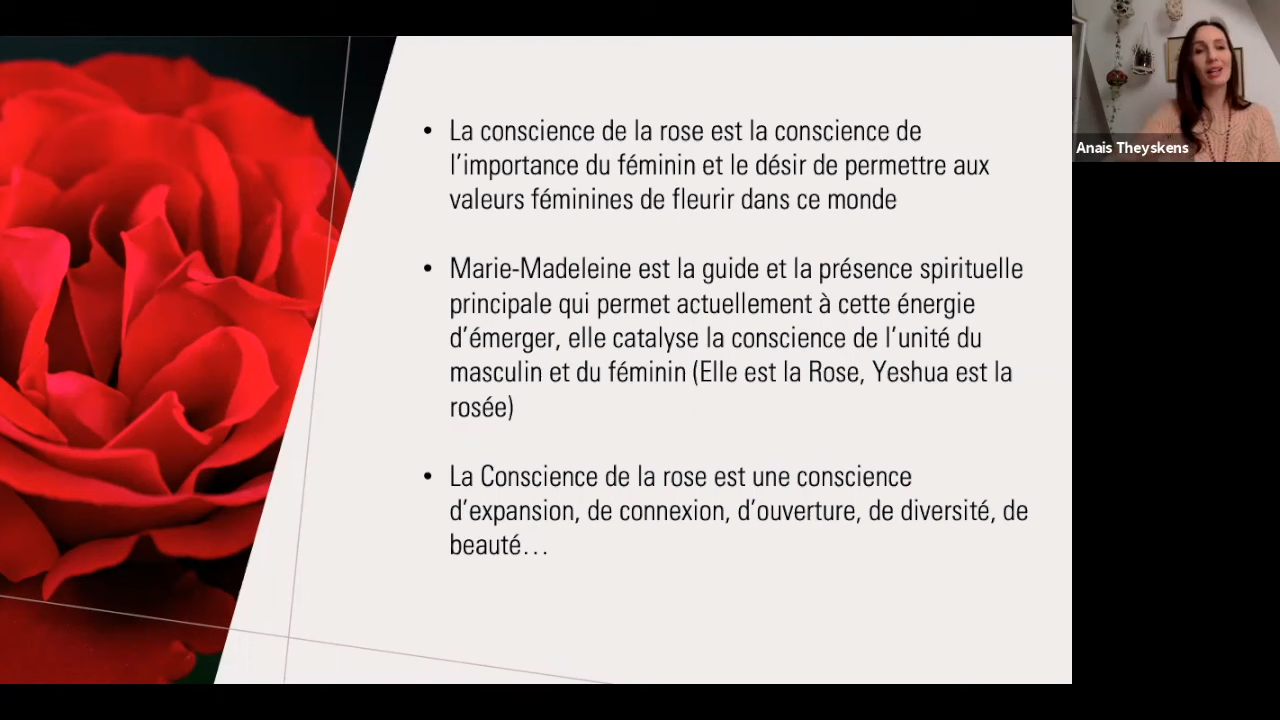 • La conscience de la rose est la conscience de
l’importance du féminin et le désir de permettre aux
valeurs féminines de fleurir dans ce monde
• Marie-Madeleine est la guide et la présence spirituelle
principale qui permet actuellement à cette énergie
d’émerger, elle catalyse la conscience de l’unité du
masculin et du féminin (Elle est la Rose, Yeshua est la
rosée)
• La Conscience de la rose est une conscience
d’expansion, de connexion, d’ouverture, de diversité, de
beauté…
Anais Theyskens